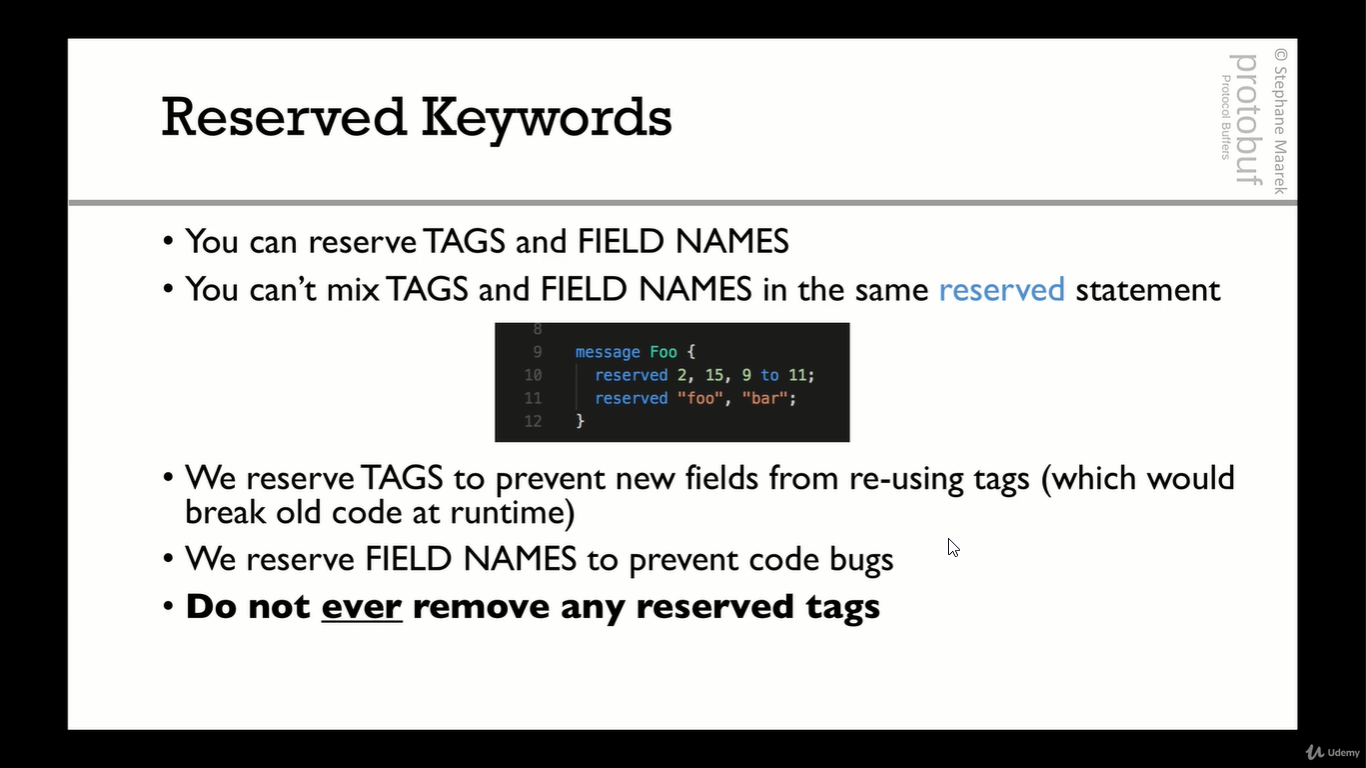 Reserved Keywords
© Stephane Maarek
protobuf
Protocol Buffers
• You can reserve TAGS and FIELD NAMES
• You can’t mix TAGS and FIELD NAMES in the same reserved statement
8
9 message Foo {
10 reserved 2, 15, 9 to 11;
11 reserved "foo", "bar";
12 }
• We reserve TAGS to prevent new fields from re-using tags (which would
break old code at runtime)
• We reserve FIELD NAMES to prevent code bugs
• Do not ever remove any reserved tags
Udemy